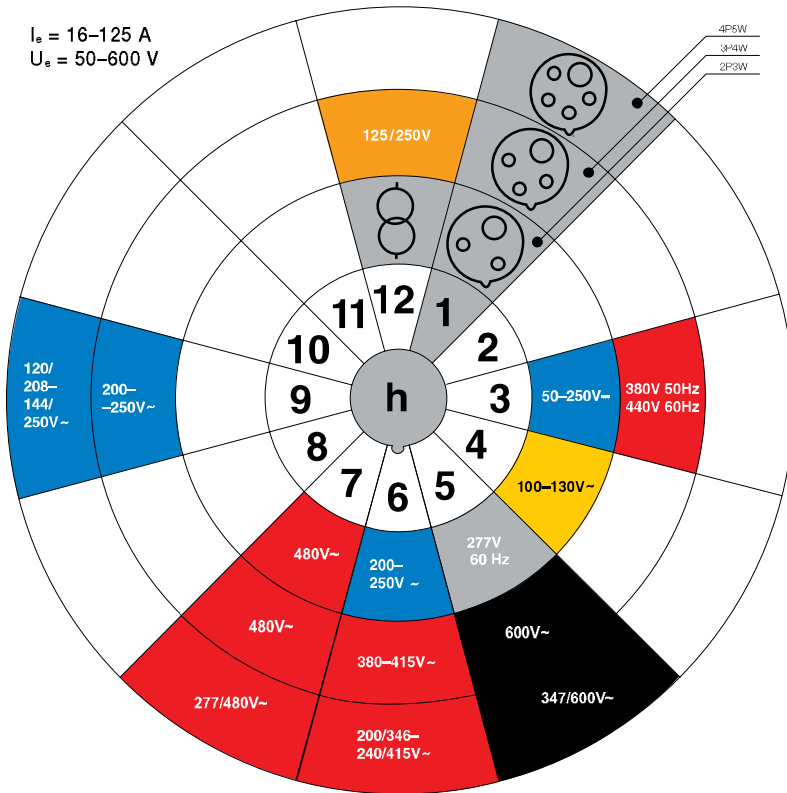 Iₑ = 16–125 A
Uₑ = 50–600 V
4P5W
3P4W
2P3W
125/250V
12
11
1
10
2
9
h
3
8
4
7
6
5
120/
208–
144/
250V~
200–
–250V~
50–250V⎓
380V 50Hz
440V 60Hz
100–130V~
277V
60 Hz
480V~
200–
250V ~
480V~
600V~
380–415V~
277/480V~
347/600V~
200/346–
240/415V~